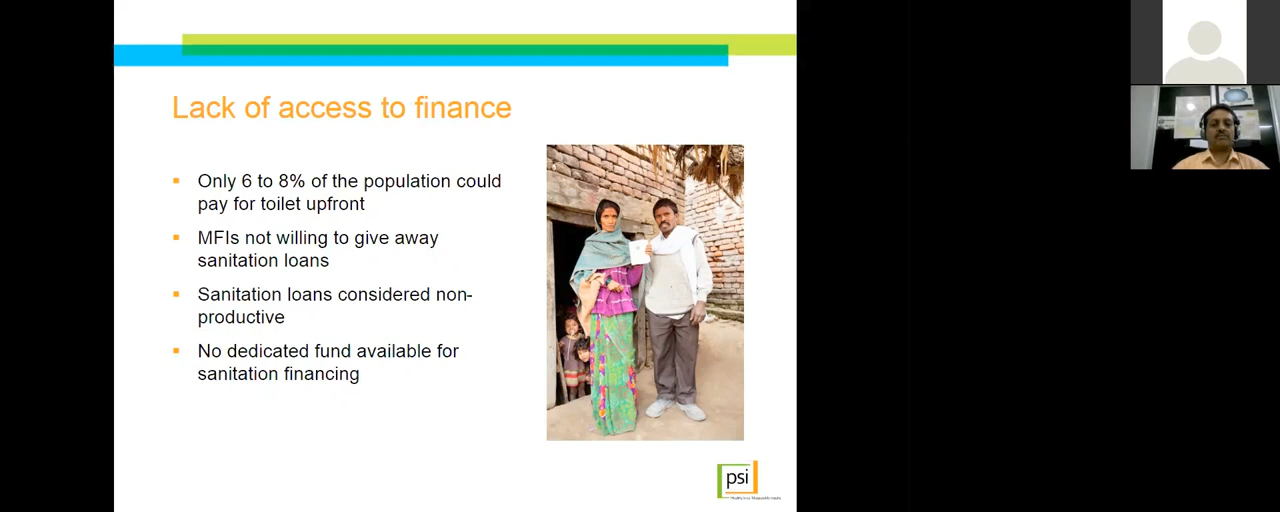 Lack of access to finance
Only 6 to 8% of the population could
pay for toilet upfront
MFIs not willing to give away
sanitation loans
Sanitation loans considered non-
productive
No dedicated fund available for
sanitation financing
psi